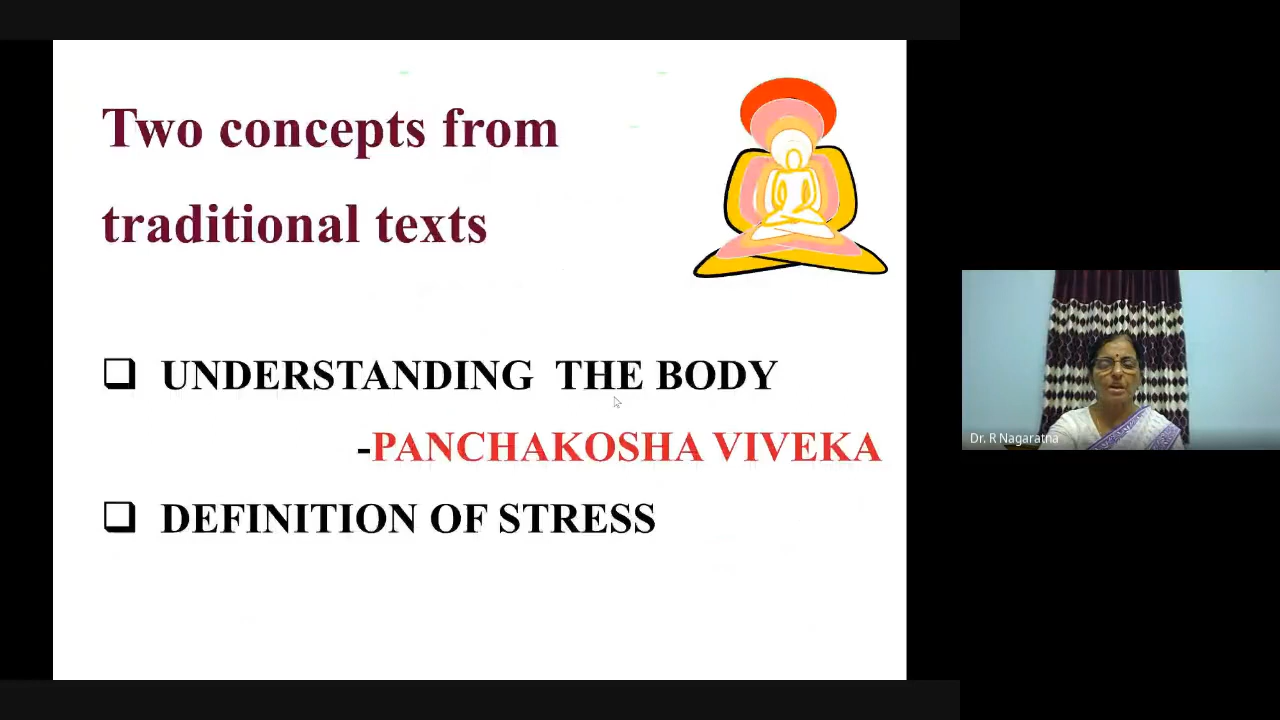 Two concepts from
traditional texts
❑ UNDERSTANDING THE BODY
-PANCHAKOSHA VIVEKA
❑ DEFINITION OF STRESS
Dr. R Nagaratna